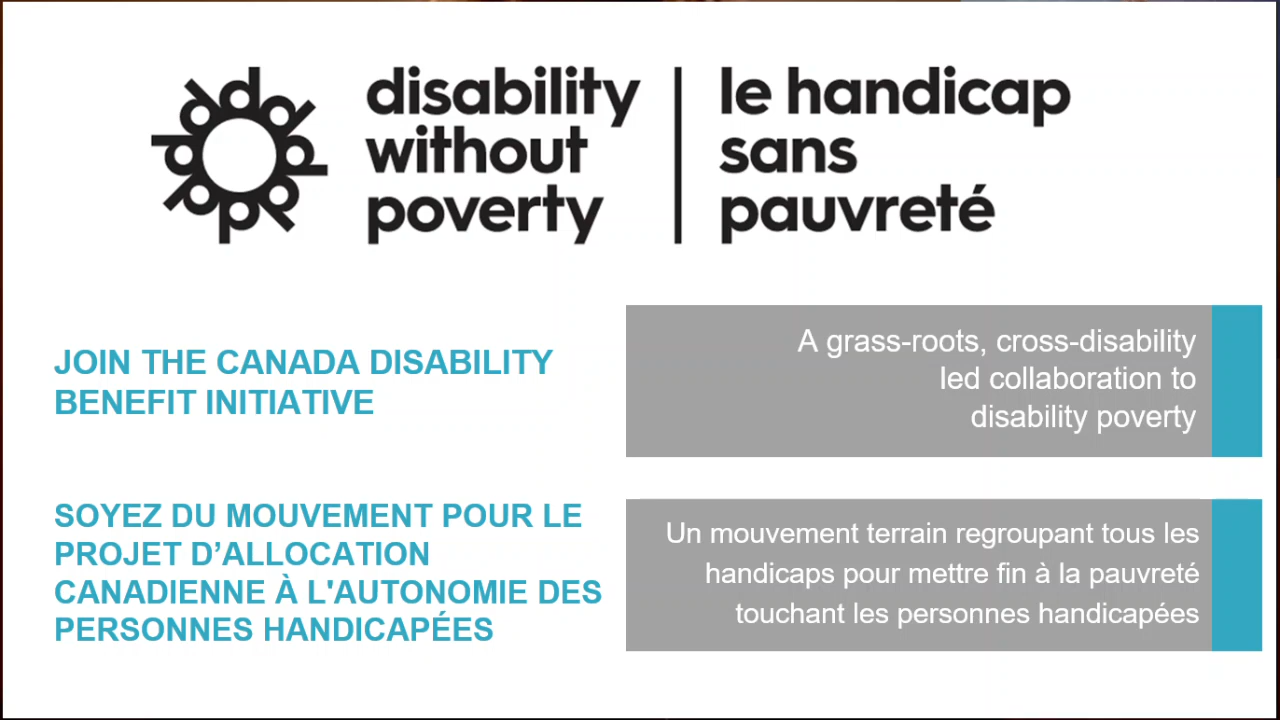 disability
without
poverty
le handicap
sans
pauvreté
JOIN THE CANADA DISABILITY
BENEFIT INITIATIVE
A grass-roots, cross-disability
led collaboration to
disability poverty
SOYEZ DU MOUVEMENT POUR LE
PROJET D’ALLOCATION
CANADIENNE À L'AUTONOMIE DES
PERSONNES HANDICAPÉES
Un mouvement terrain regroupant tous les
handicaps pour mettre fin à la pauvreté
touchant les personnes handicapées